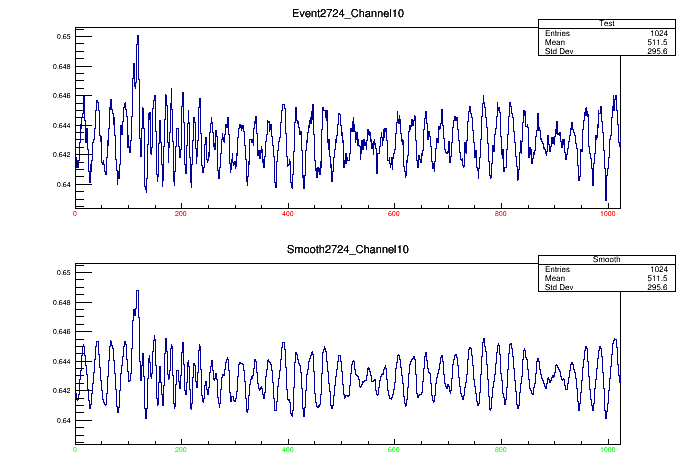 Event2724_Channel10
Test
Entries 1024
Mean 511.5
Std Dev 295.6
0.65
0.648
0.646
0.644
0.642
0.64
0 200 400 600 800 1000
Smooth2724_Channel10
Smooth
Entries 1024
Mean 511.5
Std Dev 295.6
0.65
0.648
0.646
0.644
0.642
0.64
0 200 400 600 800 1000